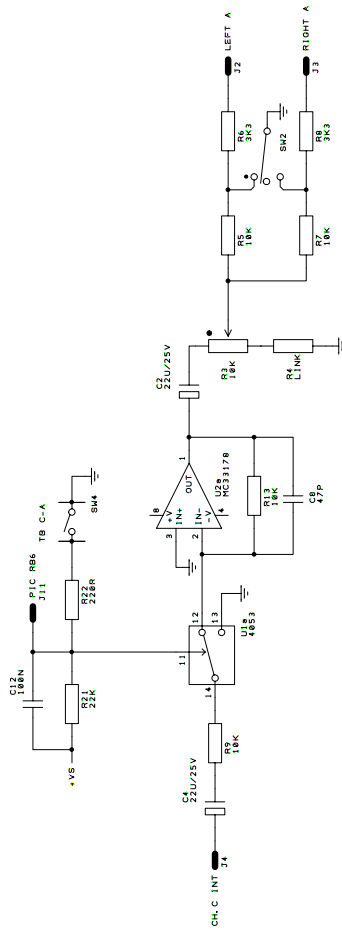 CH.C INT
J4
C4
22U/25V
R9
10K
+VS
C12
100N
R21
22K
PIC RB6
J11
R22
220R
TB C-A
SW4
11
14
12
13
U1a
4053
3
2
8
4
1
+V
IN+
IN-
-V
OUT
U2a
MC33178
R13
10K
C8
47P
C2
22U/25V
R3
10K
R4
LINK
R5
10K
R7
10K
R6
3K3
R8
3K3
SW2
J2
LEFT A
J3
RIGHT A